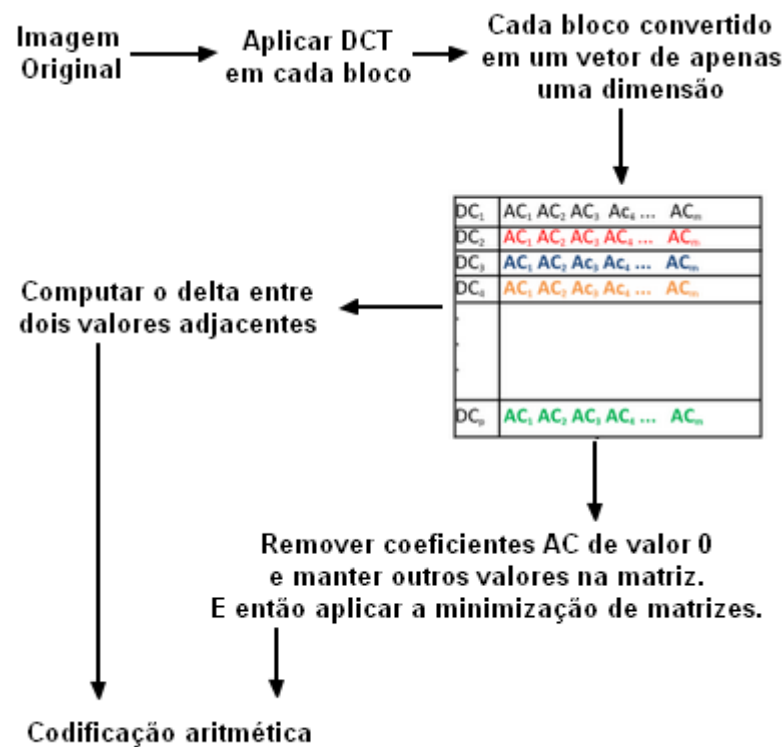 Imagem
Original
Aplicar DCT
em cada bloco
Cada bloco convertido
em um vetor de apenas
uma dimensão
DC₁ AC₁ AC₂ AC₃ Ac₄ ... ACₘ
DC₂ AC₁ AC₂ AC₃ AC₄ ... ACₘ
DC₃ AC₁ AC₂ Ac₃ Ac₄ ... ACₘ
DC₄ AC₁ AC₂ Ac₃ Ac₄ ... ACₘ
.
.
.
DCₚ AC₁ AC₂ AC₃ AC₄ ... ACₘ
Computar o delta entre
dois valores adjacentes
Remover coeficientes AC de valor 0
e manter outros valores na matriz.
E então aplicar a minimização de matrizes.
Codificação aritmética